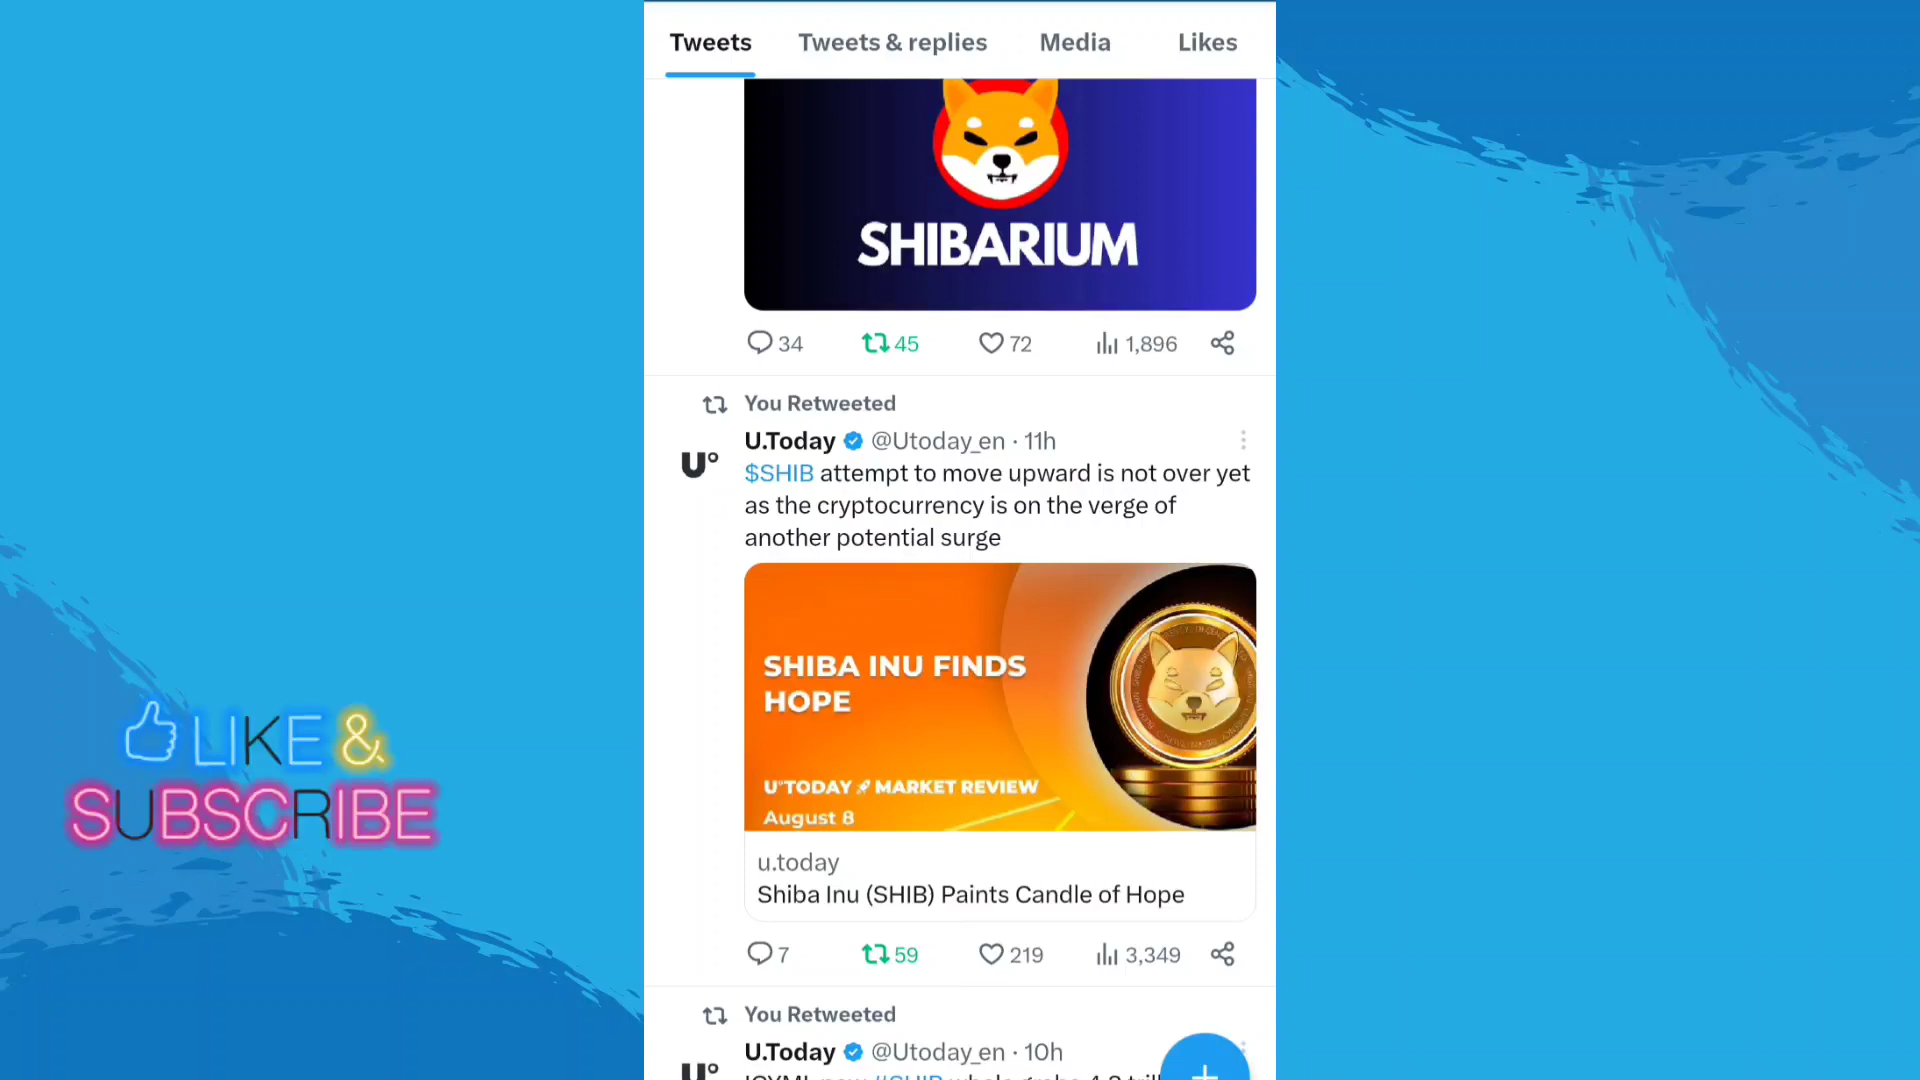 Tweets Tweets & replies Media Likes
SHIBARIUM
34 45 72 1,896
You Retweeted
U.Today @Utoday_en · 11h
U°
$SHIB attempt to move upward is not over yet
as the cryptocurrency is on the verge of
another potential surge
SHIBA INU FINDS
HOPE
U°TODAY MARKET REVIEW
August 8
u.today
Shiba Inu (SHIB) Paints Candle of Hope
7 59 219 3,349
You Retweeted
U.Today @Utoday_en · 10h
U°
LIKE &
SUBSCRIBE